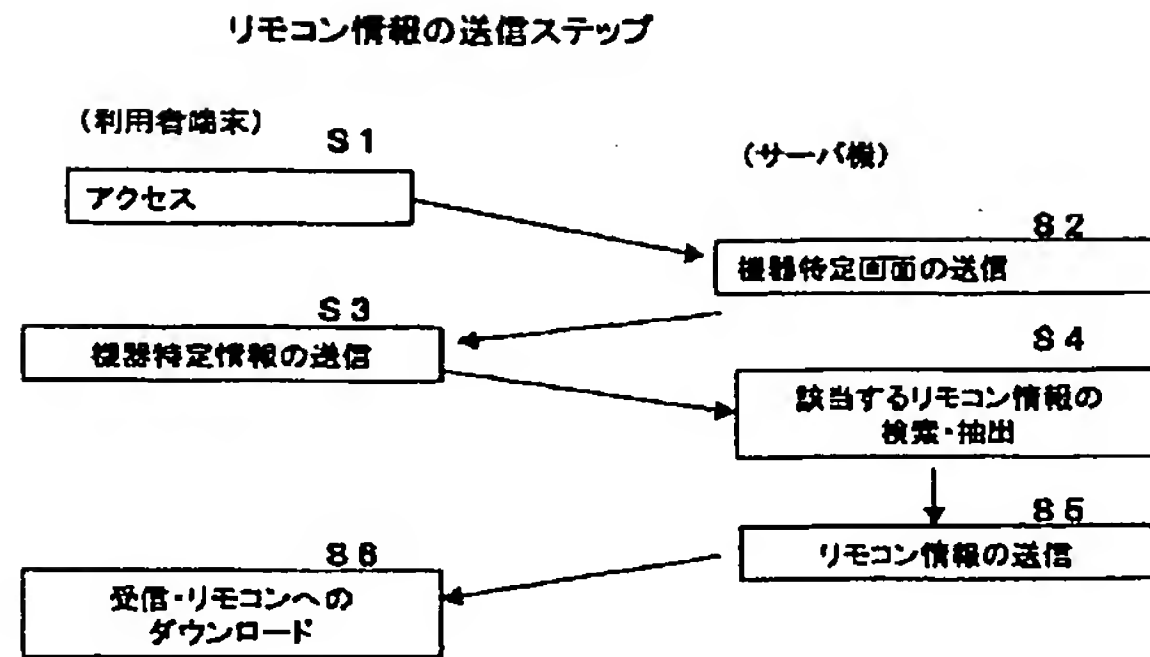 リモコン情報の送信ステップ
(利用者端末)
S1
(サーバ機)
アクセス
S2
機器特定画面の送信
S3
機器特定情報の送信
S4
該当するリモコン情報の
検索・抽出
S5
リモコン情報の送信
S6
受信・リモコンへの
ダウンロード